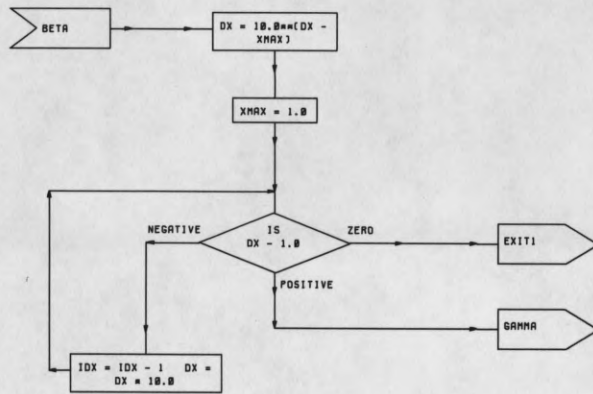 BETA
DX = 10.0**(DX -
XMAX)
XMAX = 1.0
NEGATIVE
IS
DX - 1.0
ZERO
EXIT1
POSITIVE
GAMMA
IDX = IDX - 1 DX =
DX * 10.0